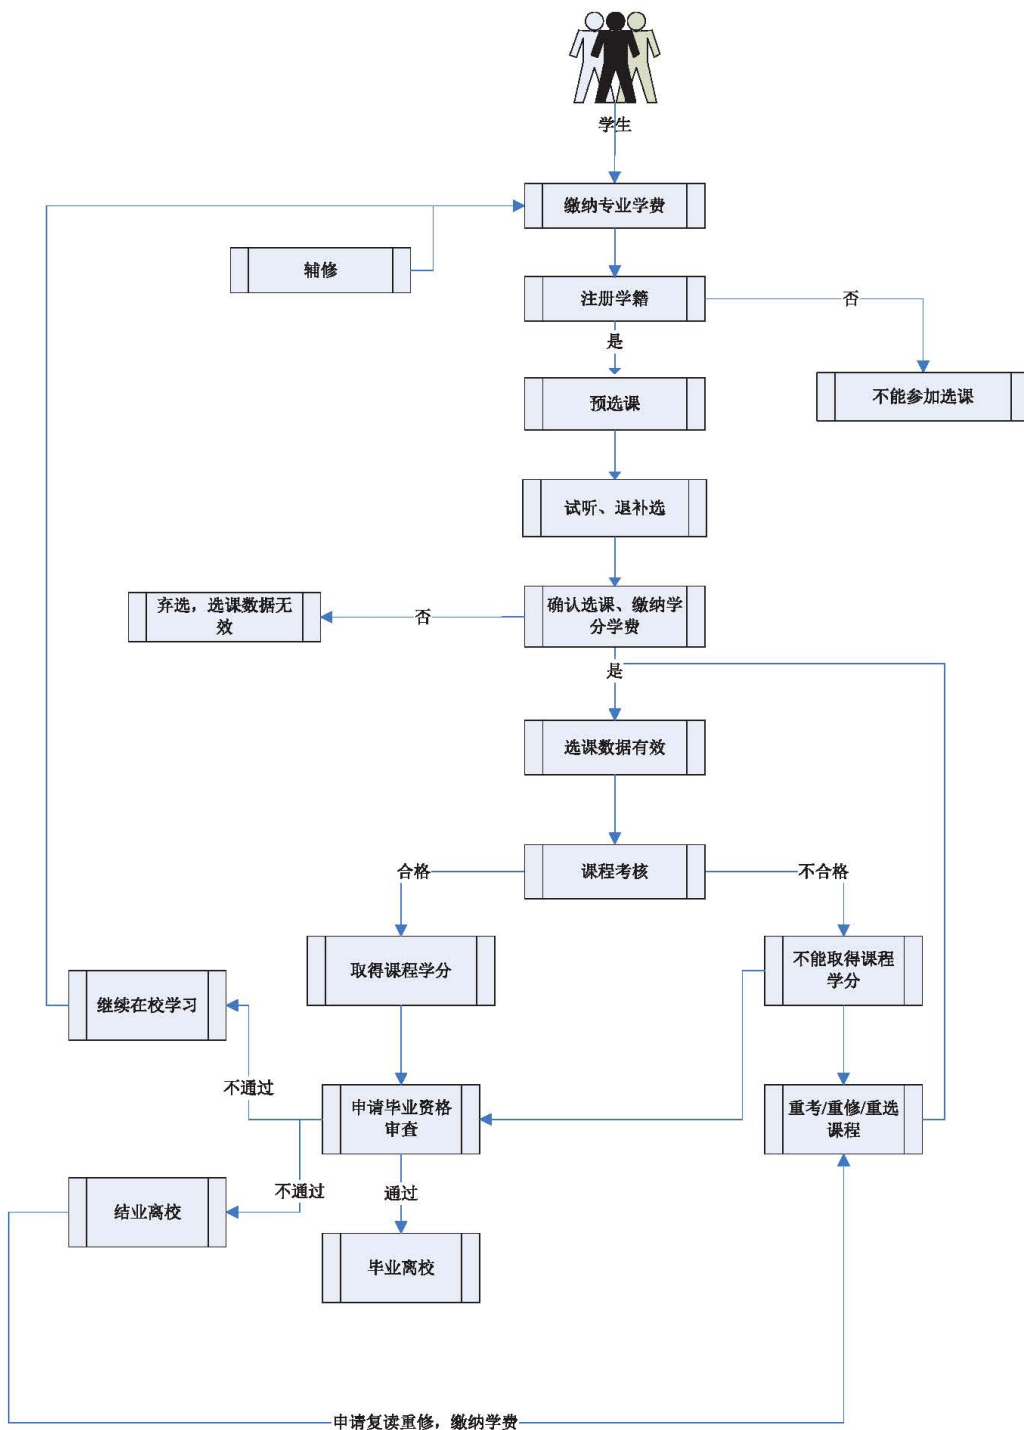 学生
缴纳专业学费
辅修
注册学籍
否
是
不能参加选课
预选课
试听、退补选
确认选课、缴纳学
分学费
否
弃选，选课数据无
效
是
选课数据有效
课程考核
合格
不合格
取得课程学分
不能取得课程
学分
继续在校学习
不通过
申请毕业资格
审查
重考/重修/重选
课程
不通过
通过
结业离校
毕业离校
申请复读重修，缴纳学费